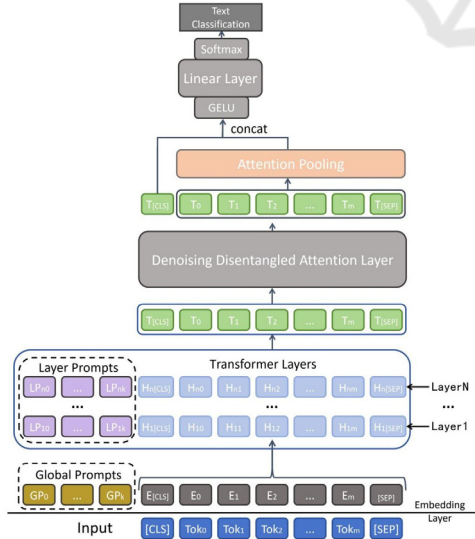 Text
Classification
Softmax
Linear Layer
GELU
concat
Attention Pooling
T[CLS] T0 T1 T2 ... Tm T[SEP]
Denoising Disentangled Attention Layer
T[CLS] T0 T1 T2 ... Tm T[SEP]
Layer Prompts Transformer Layers
LPn0 ... LPnk Hn[CLS] Hn0 Hn1 Hn2 ... Hnm Hn[SEP] LayerN
... ... ...
LP10 ... LP1k H1[CLS] H10 H11 H12 ... H1m H1[SEP] Layer1
Global Prompts
GP0 ... GPk E[CLS] E0 E1 E2 ... Em [SEP]
Embedding
Layer
Input [CLS] Tok0 Tok1 Tok2 ... Tokm [SEP]